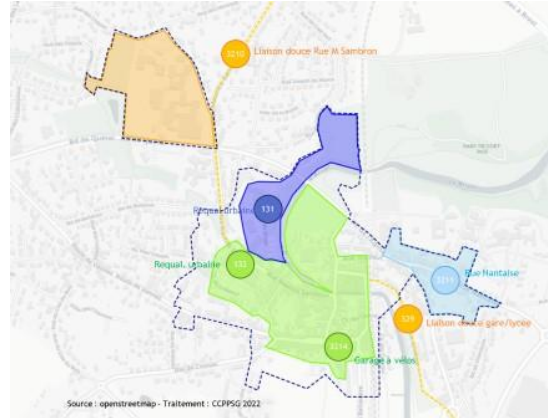 3210
Liaison douce Rue M Sambron
131
Requal. urbaine
Requal. urbaine
132
3211
Rue Nantaise
329
Liaison douce gare/lycée
3214
Garage à vélos
Source : openstreetmap - Traitement : CCPPSG 2022